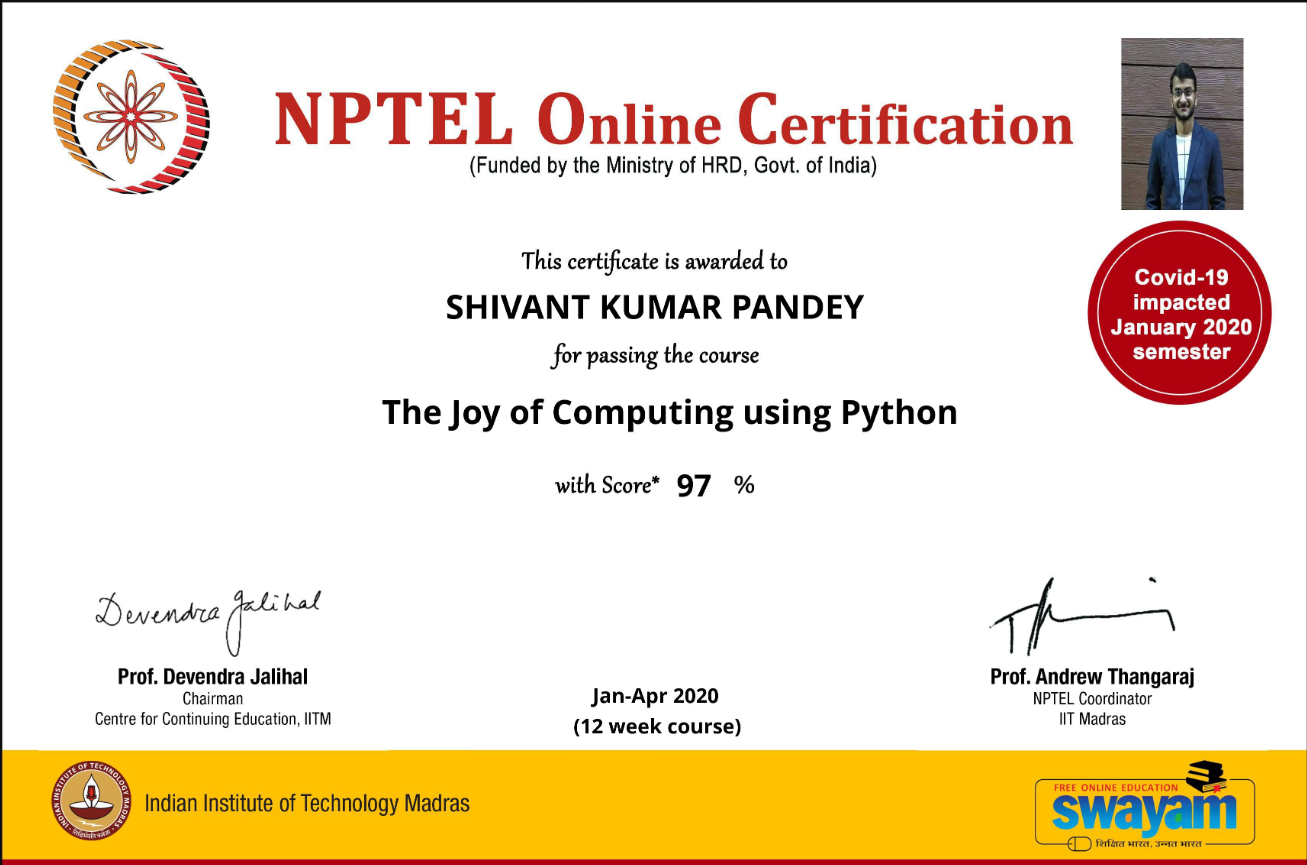 NPTEL Online Certification
(Funded by the Ministry of HRD, Govt. of India)
This certificate is awarded to
SHIVANT KUMAR PANDEY
for passing the course
The Joy of Computing using Python
with Score* 97 %
Covid-19
impacted
January 2020
semester
Devendra Jalihal
Prof. Devendra Jalihal
Chairman
Centre for Continuing Education, IITM
Jan-Apr 2020
(12 week course)
Prof. Andrew Thangaraj
NPTEL Coordinator
IIT Madras
INDIAN INSTITUTE OF TECHNOLOGY MADRAS
Indian Institute of Technology Madras
FREE ONLINE EDUCATION
swayam
शिक्षित भारत, उन्नत भारत